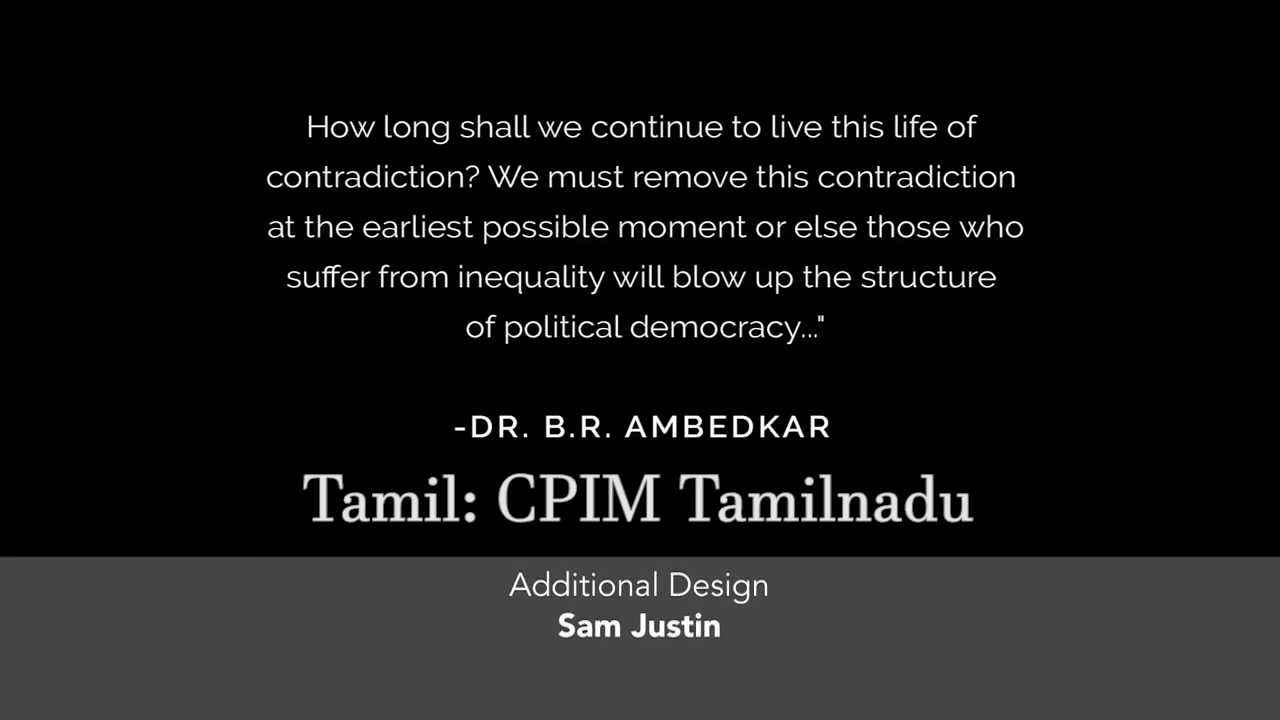 How long shall we continue to live this life of
contradiction? We must remove this contradiction
at the earliest possible moment or else those who
suffer from inequality will blow up the structure
of political democracy..."
-DR. B.R. AMBEDKAR
Tamil: CPIM Tamilnadu
Additional Design
Sam Justin